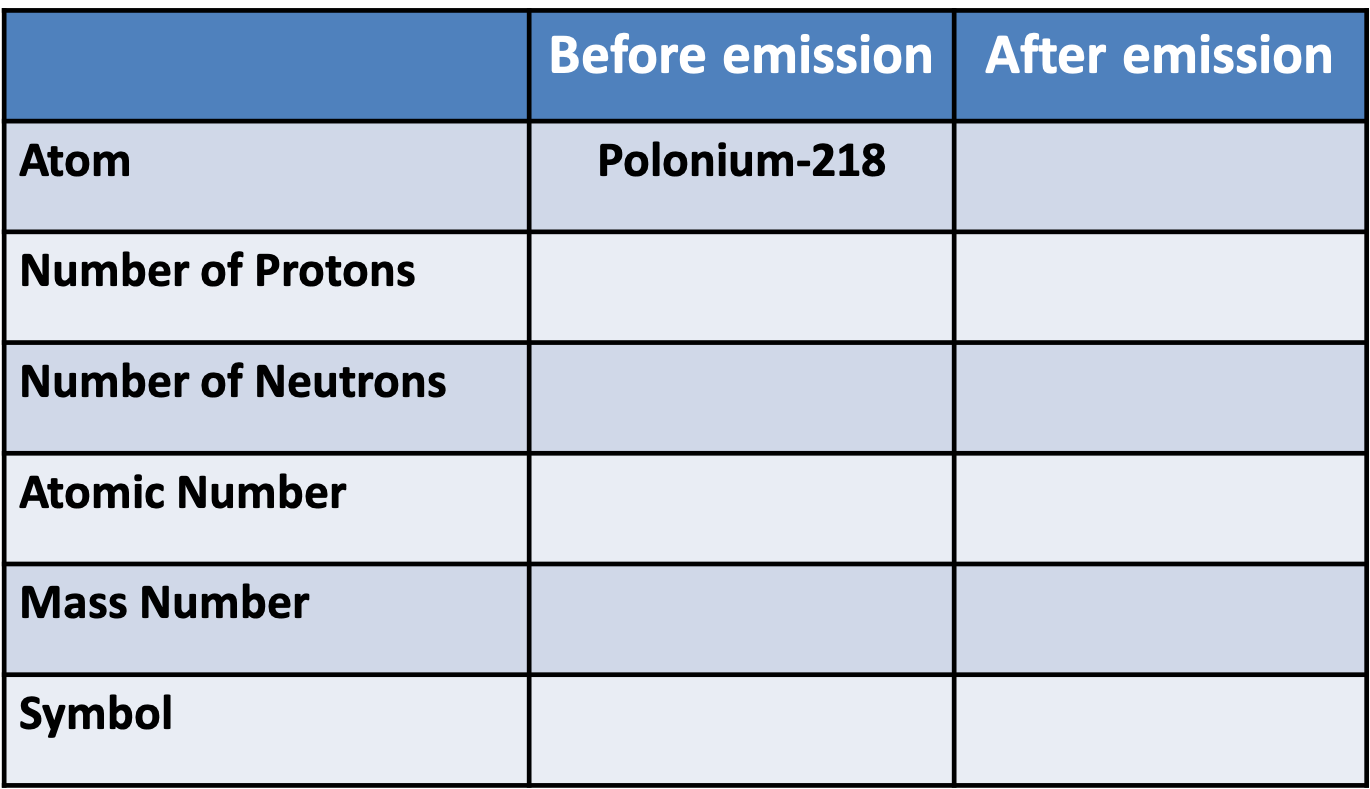 Before emission After emission
Atom Polonium-218
Number of Protons
Number of Neutrons
Atomic Number
Mass Number
Symbol